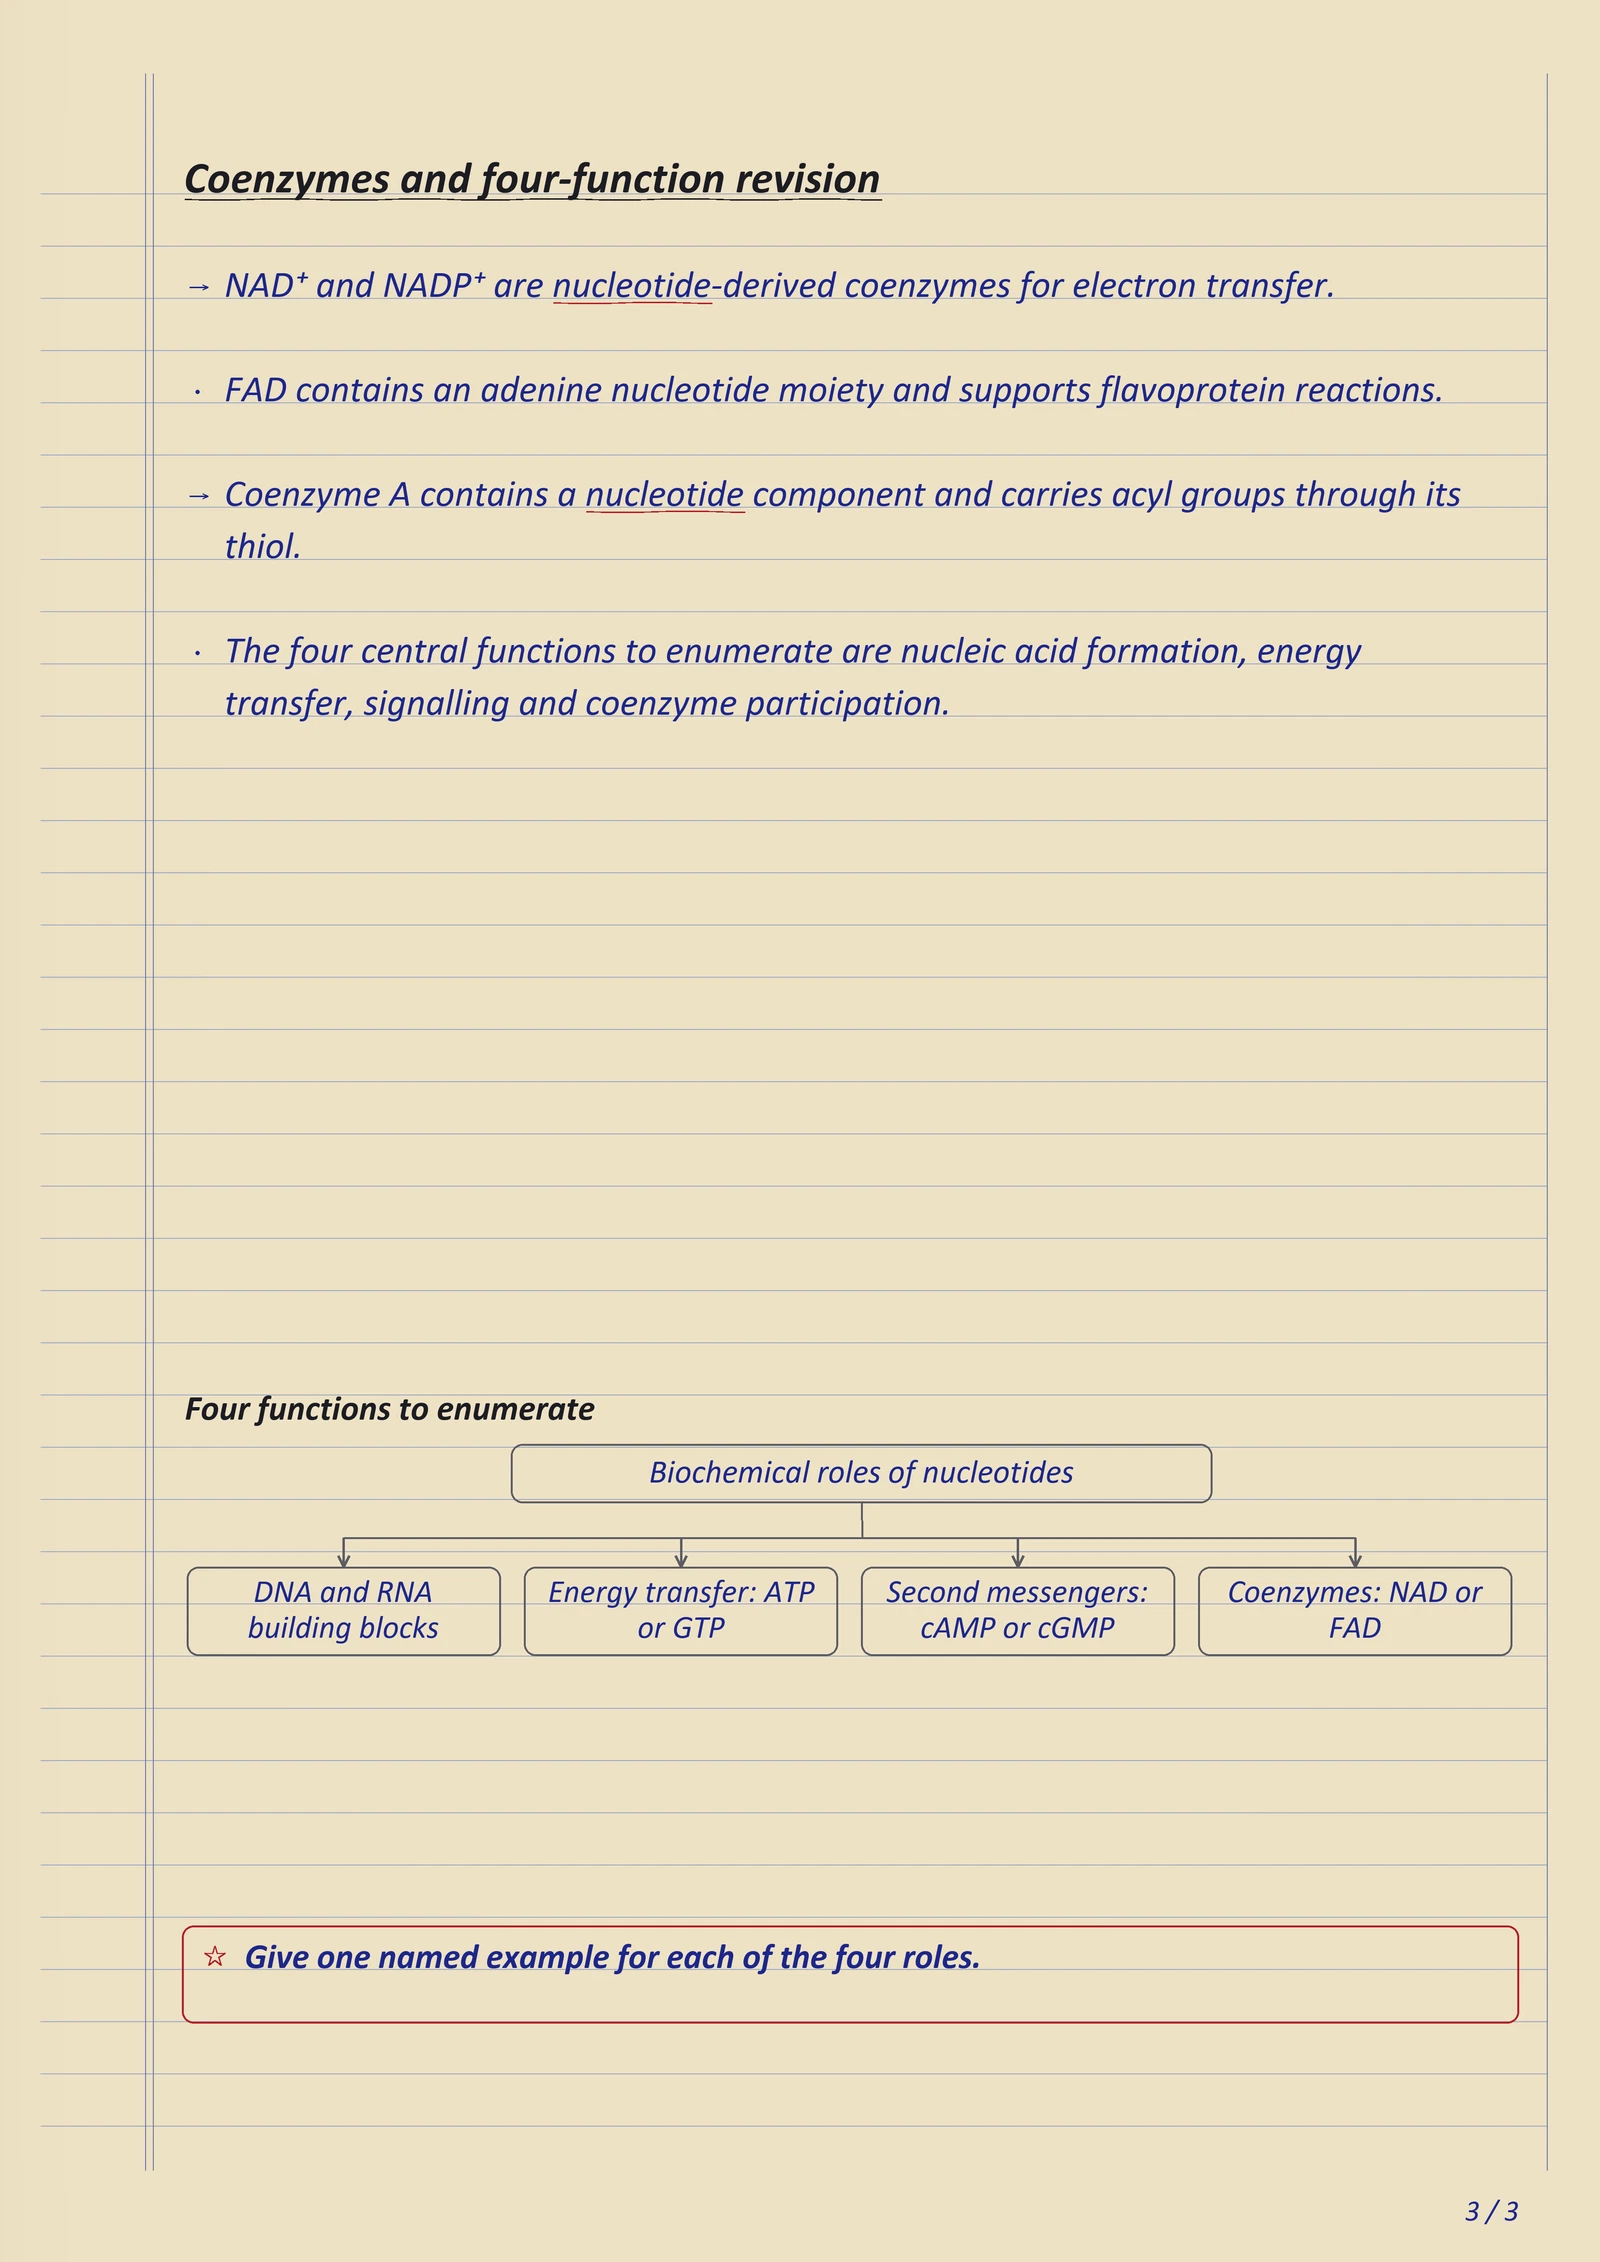 Coenzymes and four-function revision
→ NAD⁺ and NADP⁺ are nucleotide-derived coenzymes for electron transfer.
· FAD contains an adenine nucleotide moiety and supports flavoprotein reactions.
→ Coenzyme A contains a nucleotide component and carries acyl groups through its
thiol.
· The four central functions to enumerate are nucleic acid formation, energy
transfer, signalling and coenzyme participation.
Four functions to enumerate
Biochemical roles of nucleotides
DNA and RNA
building blocks
Energy transfer: ATP
or GTP
Second messengers:
cAMP or cGMP
Coenzymes: NAD or
FAD
☆ Give one named example for each of the four roles.
3 / 3